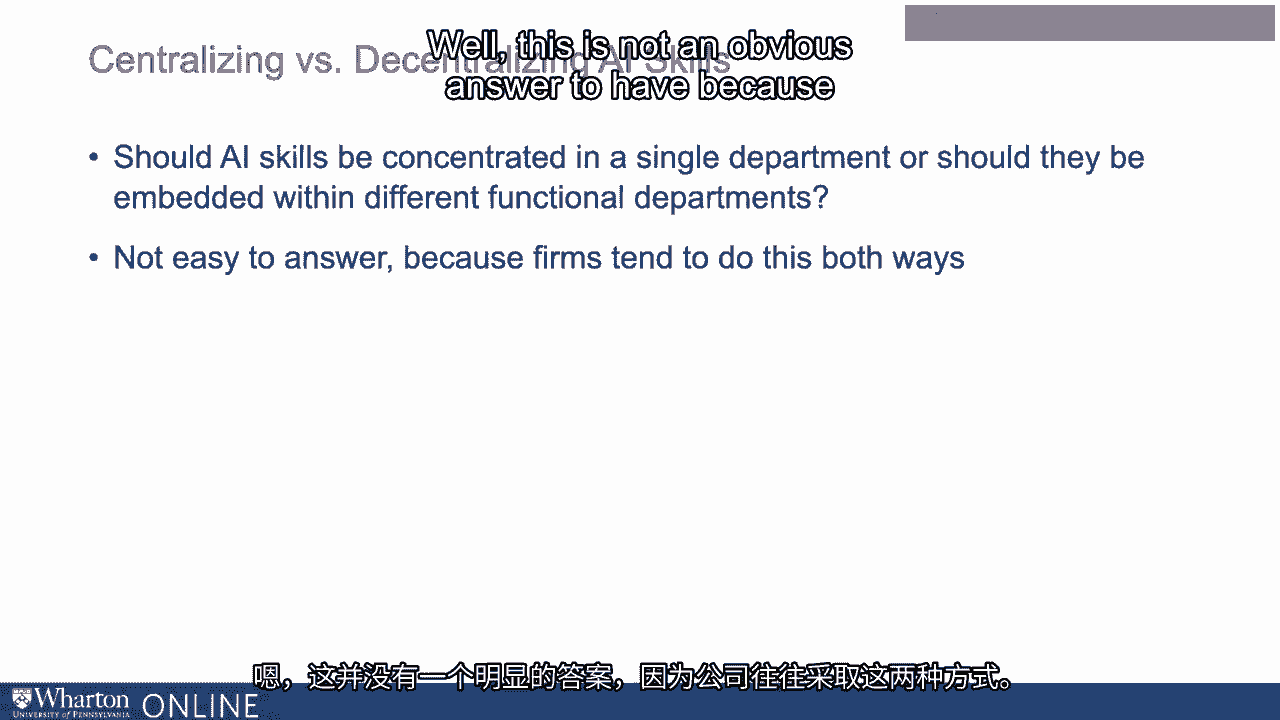 Centralizing vs. Decentralizing AI Skills
Well, this is not an obvious
answer to have because
• Should AI skills be concentrated in a single department or should they be
embedded within different functional departments?
• Not easy to answer, because firms tend to do this both ways
嗯，这并没有一个明显的答案，因为公司往往采取这两种方式。
Wharton
UNIVERSITY of PENNSYLVANIA
ONLINE